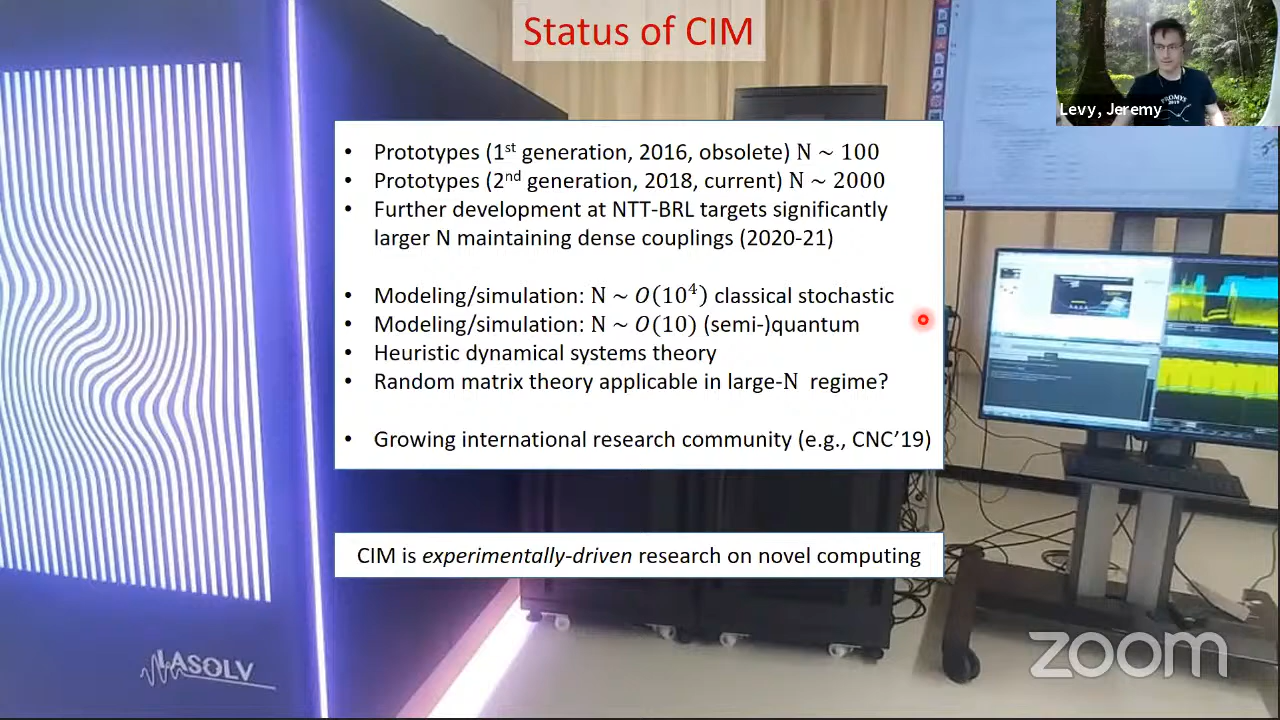 Status of CIM
Levy, Jeremy
• Prototypes (1st generation, 2016, obsolete) N ~ 100
• Prototypes (2nd generation, 2018, current) N ~ 2000
• Further development at NTT-BRL targets significantly
larger N maintaining dense couplings (2020-21)
• Modeling/simulation: N ~ O(10⁴) classical stochastic
• Modeling/simulation: N ~ O(10) (semi-)quantum
• Heuristic dynamical systems theory
• Random matrix theory applicable in large-N regime?
• Growing international research community (e.g., CNC’19)
CIM is experimentally-driven research on novel computing
LASOLV
zoom